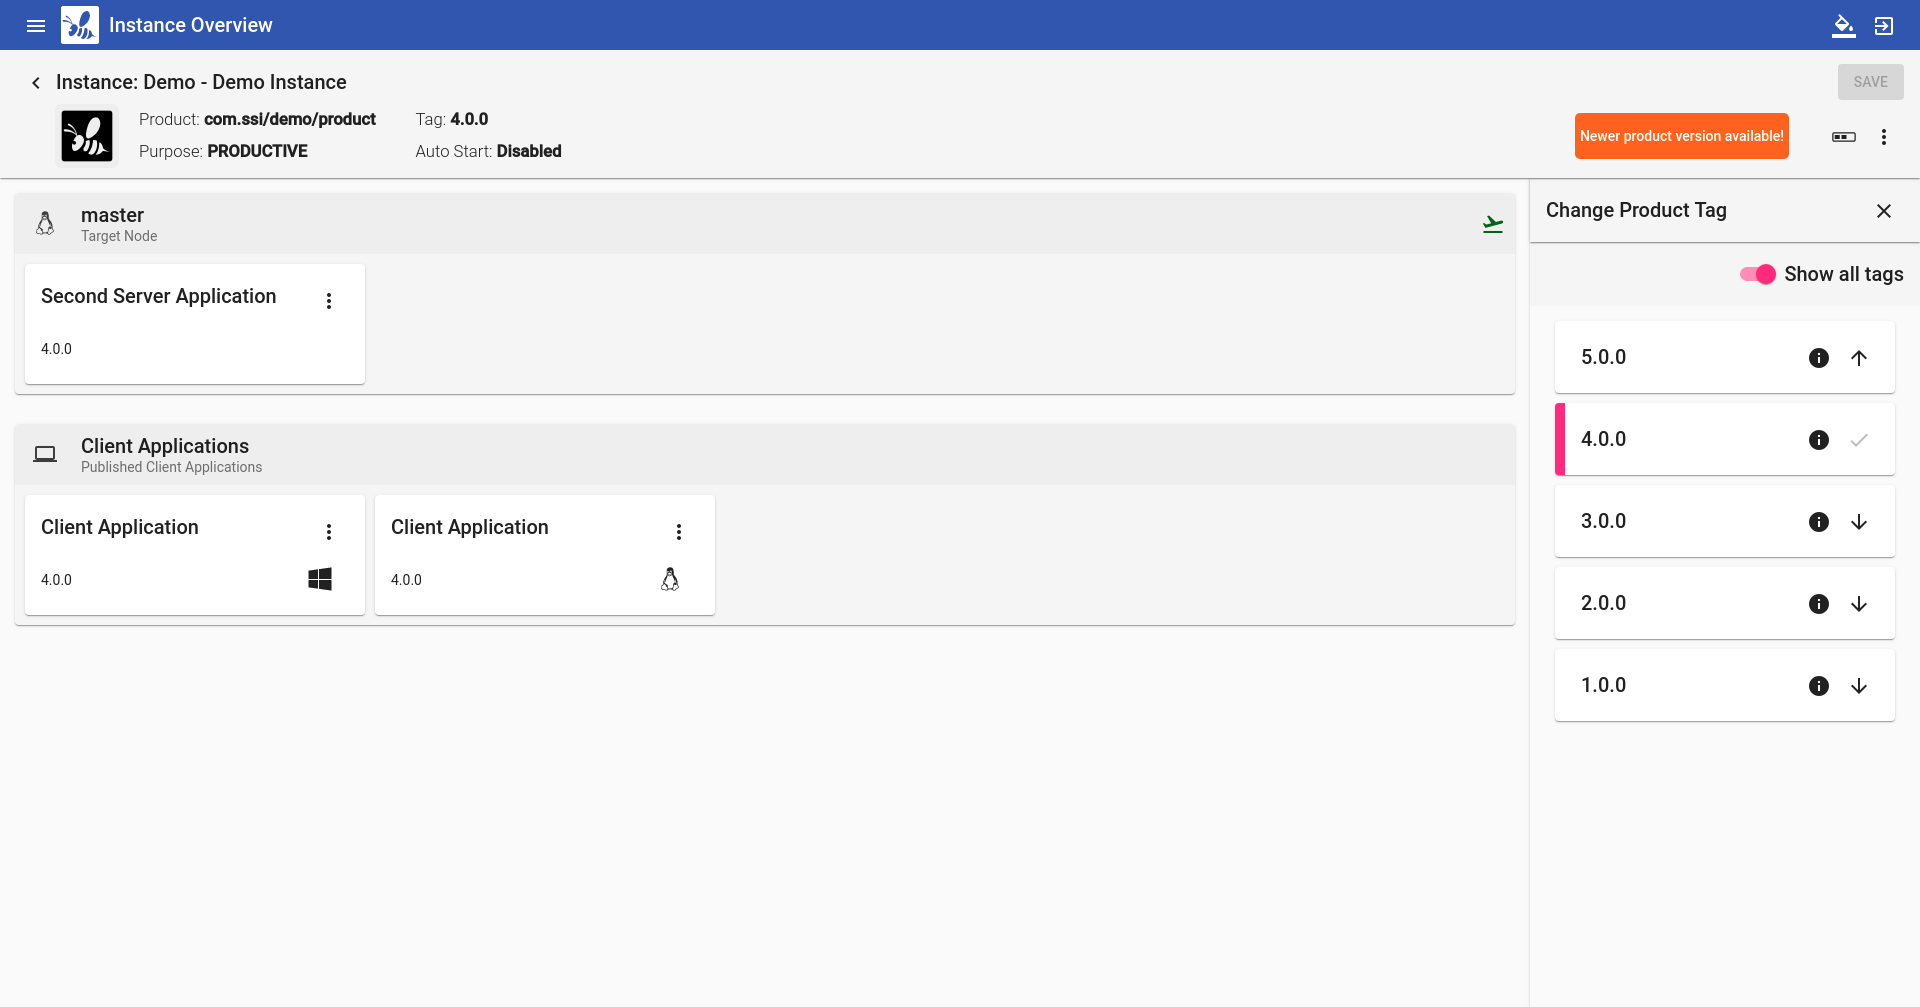 Instance Overview
Instance: Demo - Demo Instance
SAVE
Product: com.ssi/demo/product
Tag: 4.0.0
Purpose: PRODUCTIVE
Auto Start: Disabled
Newer product version available!
master
Target Node
Second Server Application
4.0.0
Client Applications
Published Client Applications
Client Application
4.0.0
Client Application
4.0.0
Change Product Tag
Show all tags
5.0.0
4.0.0
3.0.0
2.0.0
1.0.0